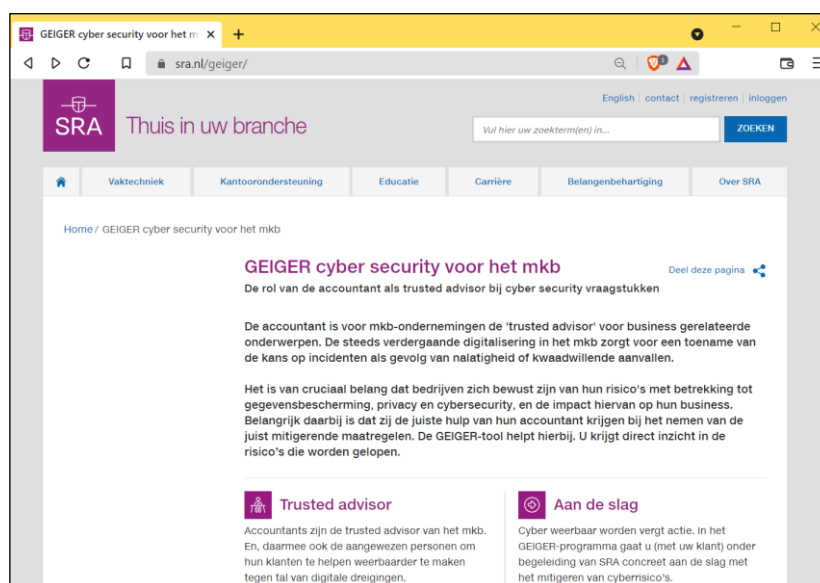 GEIGER cyber security voor het m
sra.nl/geiger/
3
English | contact | registreren | inloggen
SRA
Thuis in uw branche
Vul hier uw zoekterm(en) in...
ZOEKEN
Vaktechniek
Kantoorondersteuning
Educatie
Carrière
Belangenbehartiging
Over SRA
Home / GEIGER cyber security voor het mkb
GEIGER cyber security voor het mkb
Deel deze pagina
De rol van de accountant als trusted advisor bij cyber security vraagstukken
De accountant is voor mkb-ondernemingen de 'trusted advisor' voor business gerelateerde
onderwerpen. De steeds verdergaande digitalisering in het mkb zorgt voor een toename van
de kans op incidenten als gevolg van nalatigheid of kwaadwillende aanvallen.
Het is van cruciaal belang dat bedrijven zich bewust zijn van hun risico's met betrekking tot
gegevensbescherming, privacy en cybersecurity, en de impact hiervan op hun business.
Belangrijk daarbij is dat zij de juiste hulp van hun accountant krijgen bij het nemen van de
juist mitigerende maatregelen. De GEIGER-tool helpt hierbij. U krijgt direct inzicht in de
risico's die worden gelopen.
Trusted advisor
Accountants zijn de trusted advisor van het mkb.
En, daarmee ook de aangewezen personen om
hun klanten te helpen weerbaarder te maken
tegen tal van digitale dreigingen.
Aan de slag
Cyber weerbaar worden vergt actie. In het
GEIGER-programma gaat u (met uw klant) onder
begeleiding van SRA concreet aan de slag met
het mitigeren van cyberrisico's.